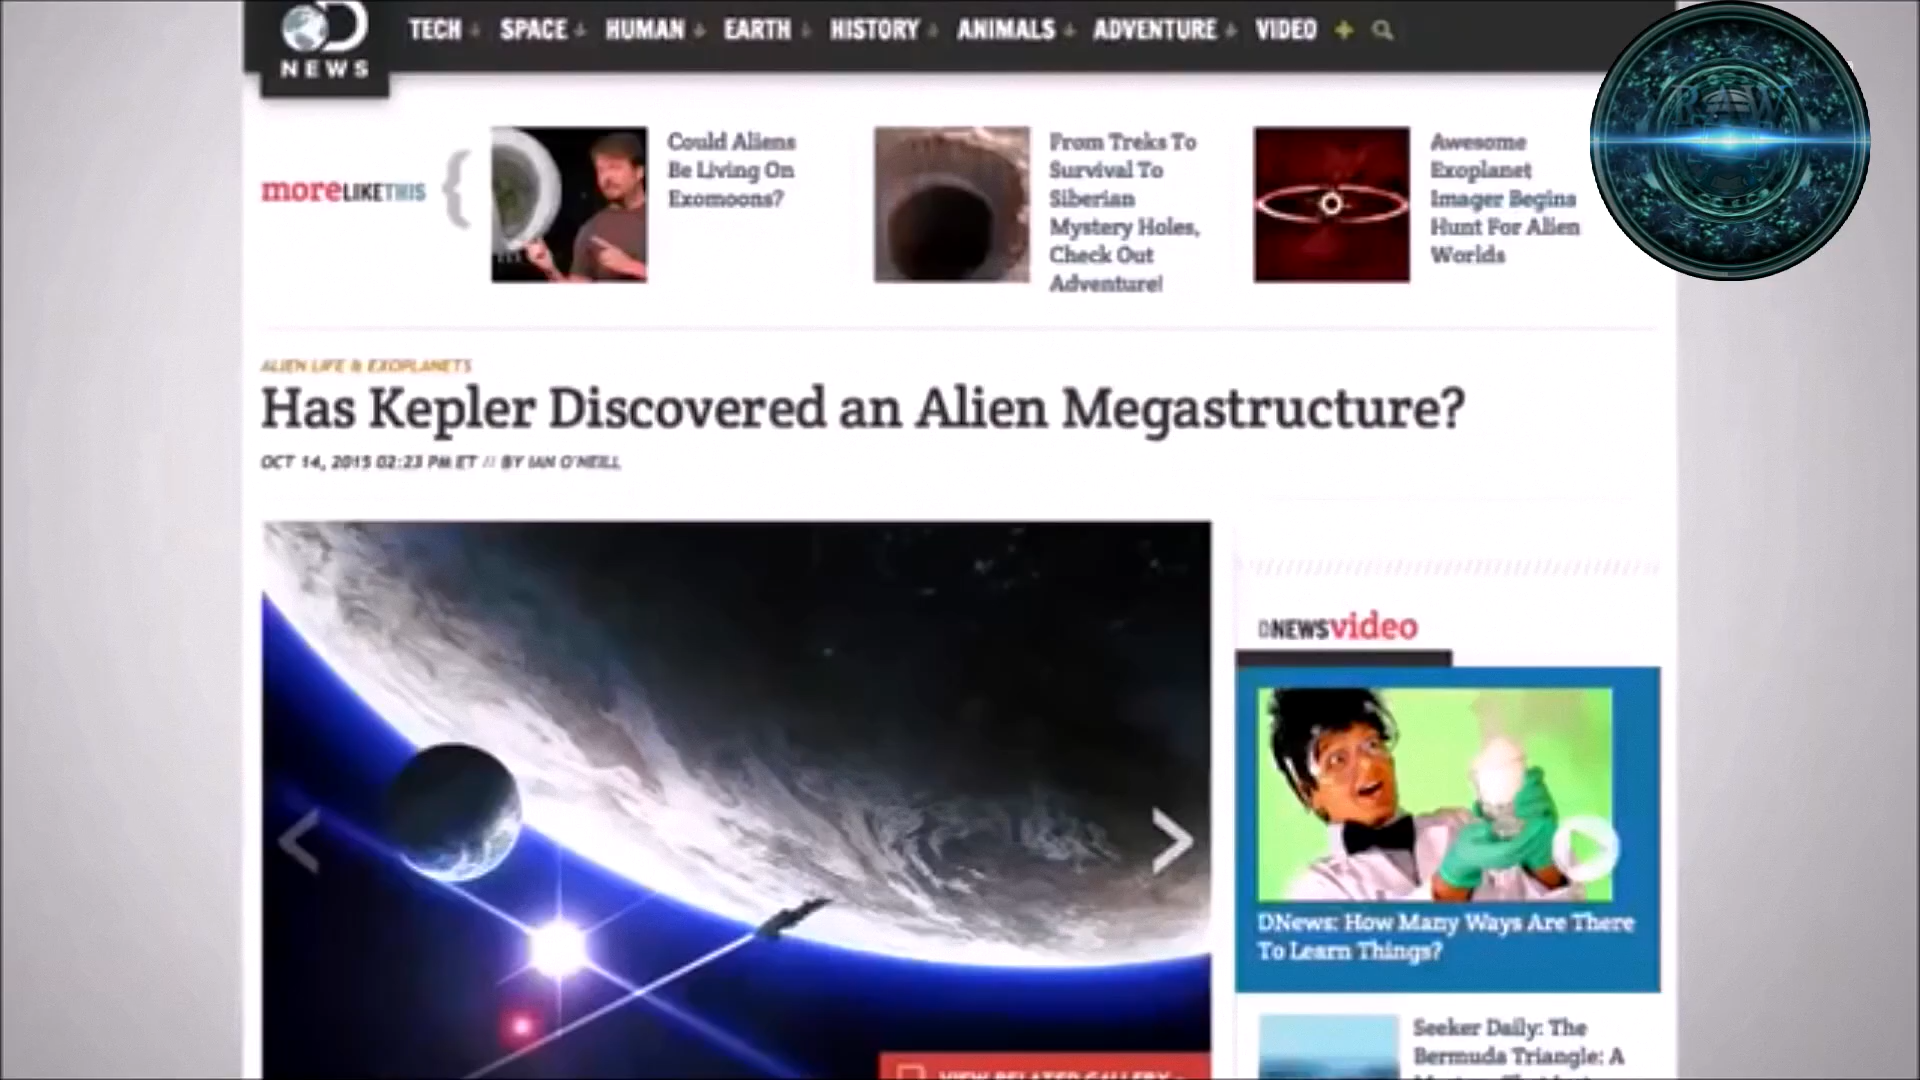 TECH SPACE HUMAN EARTH HISTORY ANIMALS ADVENTURE VIDEO
D
NEWS
RAW
moreLIKETHIS
Could Aliens
Be Living On
Exomoons?
From Treks To
Survival To
Siberian
Mystery Holes,
Check Out
Adventure!
Awesome
Exoplanet
Imager Begins
Hunt For Alien
Worlds
ALIEN LIFE & EXOPLANETS
Has Kepler Discovered an Alien Megastructure?
OCT 14, 2015 02:23 PM ET // BY IAN O'NEILL
DNEWSvideo
DNews: How Many Ways Are There
To Learn Things?
Seeker Daily: The
Bermuda Triangle: A
VIEW RELATED GALLERY